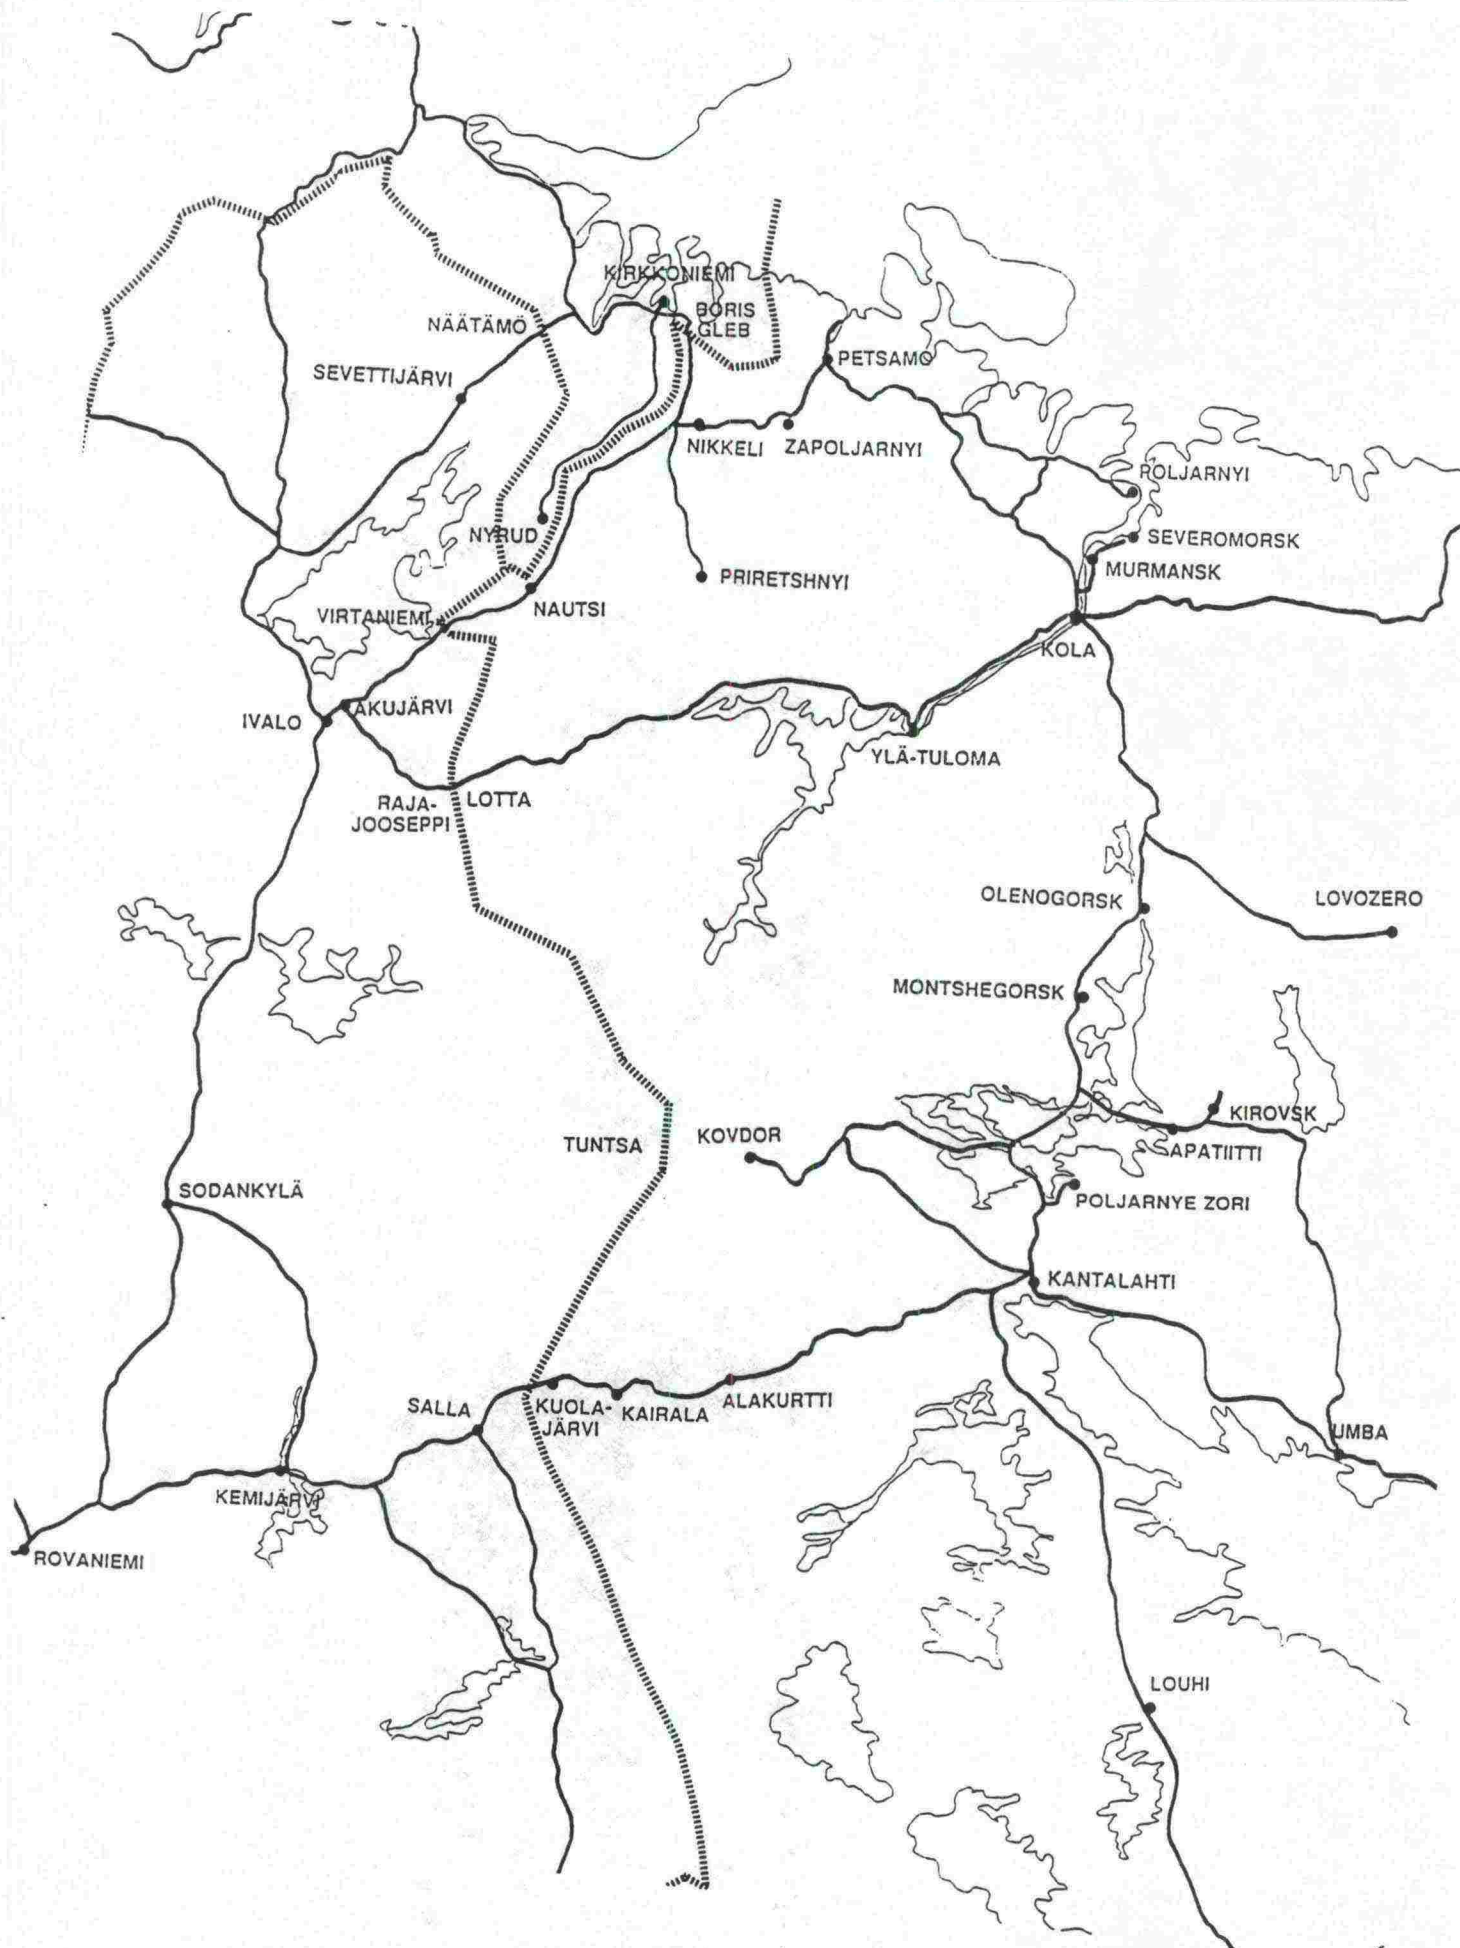 KIRKKONIEMI
BORIS
GLEB
NÄÄTÄMÖ
PETSAMO
SEVETTIJÄRVI
NIKKELI
ZAPOLJARNYI
POLJARNYI
NYRUD
SEVEROMORSK
MURMANSK
PRIRETSHNYI
NAUTSI
VIRTANIEMI
KOLA
AKUJÄRVI
IVALO
YLÄ-TULOMA
RAJA-
JOOSEPPI
LOTTA
OLENOGORSK
LOVOZERO
MONTSHEGORSK
KIROVSK
TUNTSA
KOVDOR
APATIITTI
SODANKYLÄ
POLJARNYE ZORI
KANTALAHTI
SALLA
KUOLA-
JÄRVI
KAIRALA
ALAKURTTI
UMBA
KEMIJÄRVI
ROVANIEMI
LOUHI